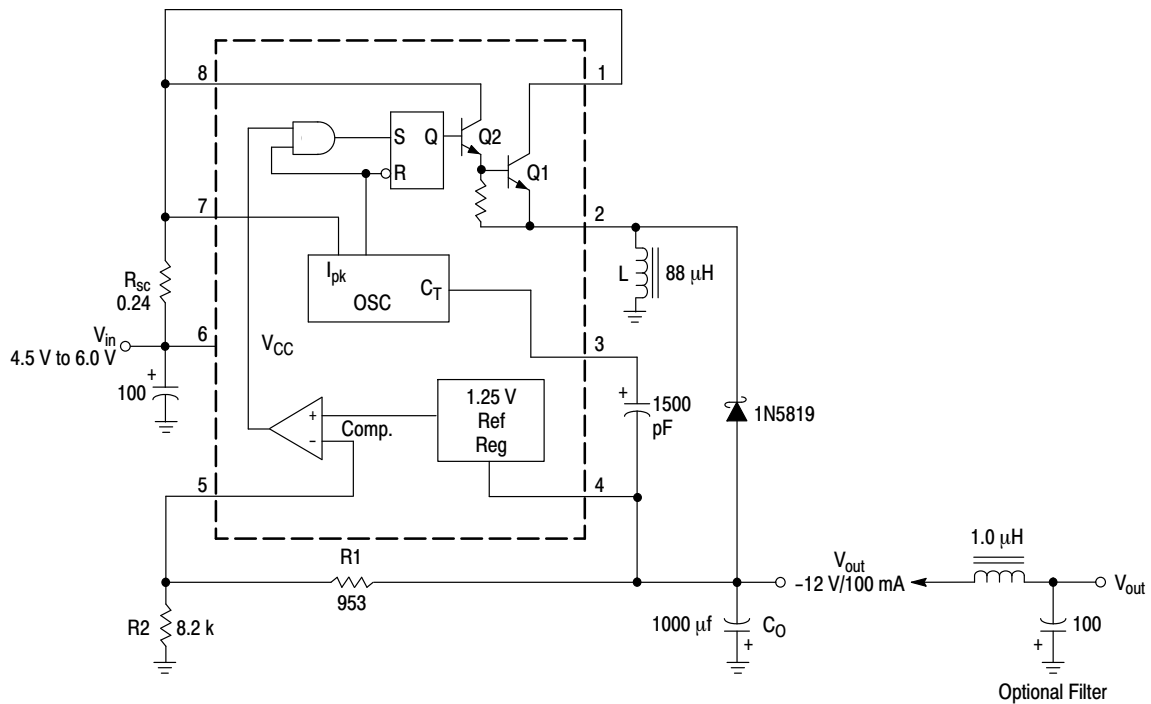 8
1
S
Q
Q2
R
Q1
7
2
Ipk
CT
OSC
L
88 μH
Rsc
0.24
Vin
4.5 V to 6.0 V
6
VCC
3
+
100
1.25 V
Ref
Reg
+
Comp.
−
+
1500
pF
1N5819
5
4
R1
953
1.0 μH
Vout
−12 V/100 mA
Vout
R2
8.2 k
1000 μf
CO
+
100
+
Optional Filter